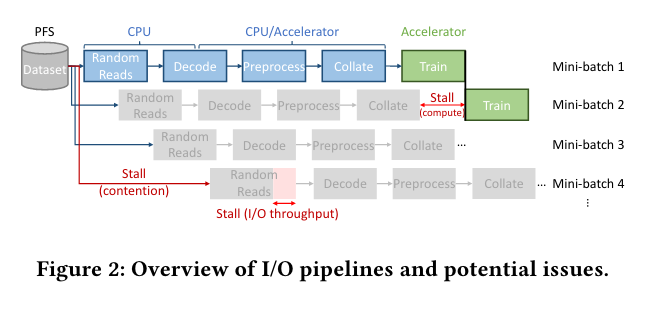 PFS
CPU
CPU/Accelerator
Accelerator
Dataset
Random
Reads
Decode
Preprocess
Collate
Train
Mini-batch 1
Random
Reads
Decode
Preprocess
Collate
Stall
(compute)
Train
Mini-batch 2
Random
Reads
Decode
Preprocess
Collate
...
Mini-batch 3
Stall
(contention)
Random
Reads
Decode
Preprocess
Collate
...
Mini-batch 4
Stall (I/O throughput)
⋮
Figure 2: Overview of I/O pipelines and potential issues.